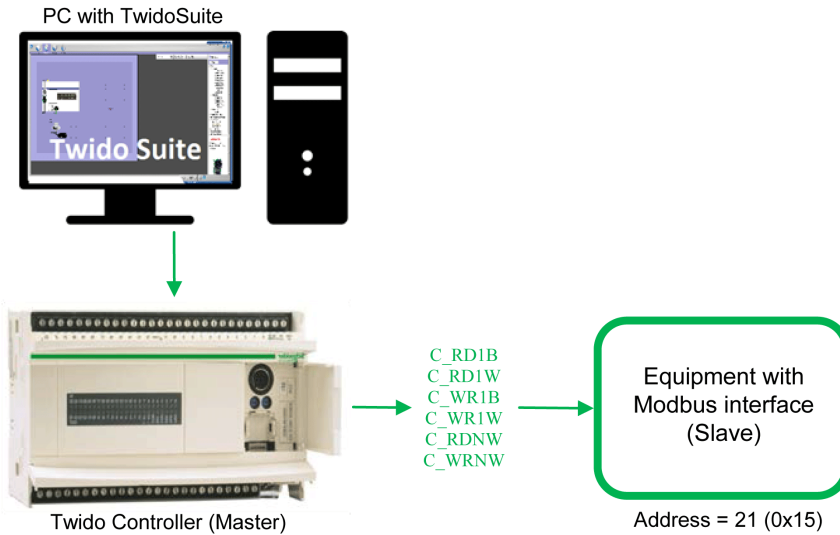 PC with TwidoSuite
Twido Suite
C_RD1B
C_RD1W
C_WR1B
C_WR1W
C_RDNW
C_WRNW
Equipment with
Modbus interface
(Slave)
Twido Controller (Master)
Address = 21 (0x15)